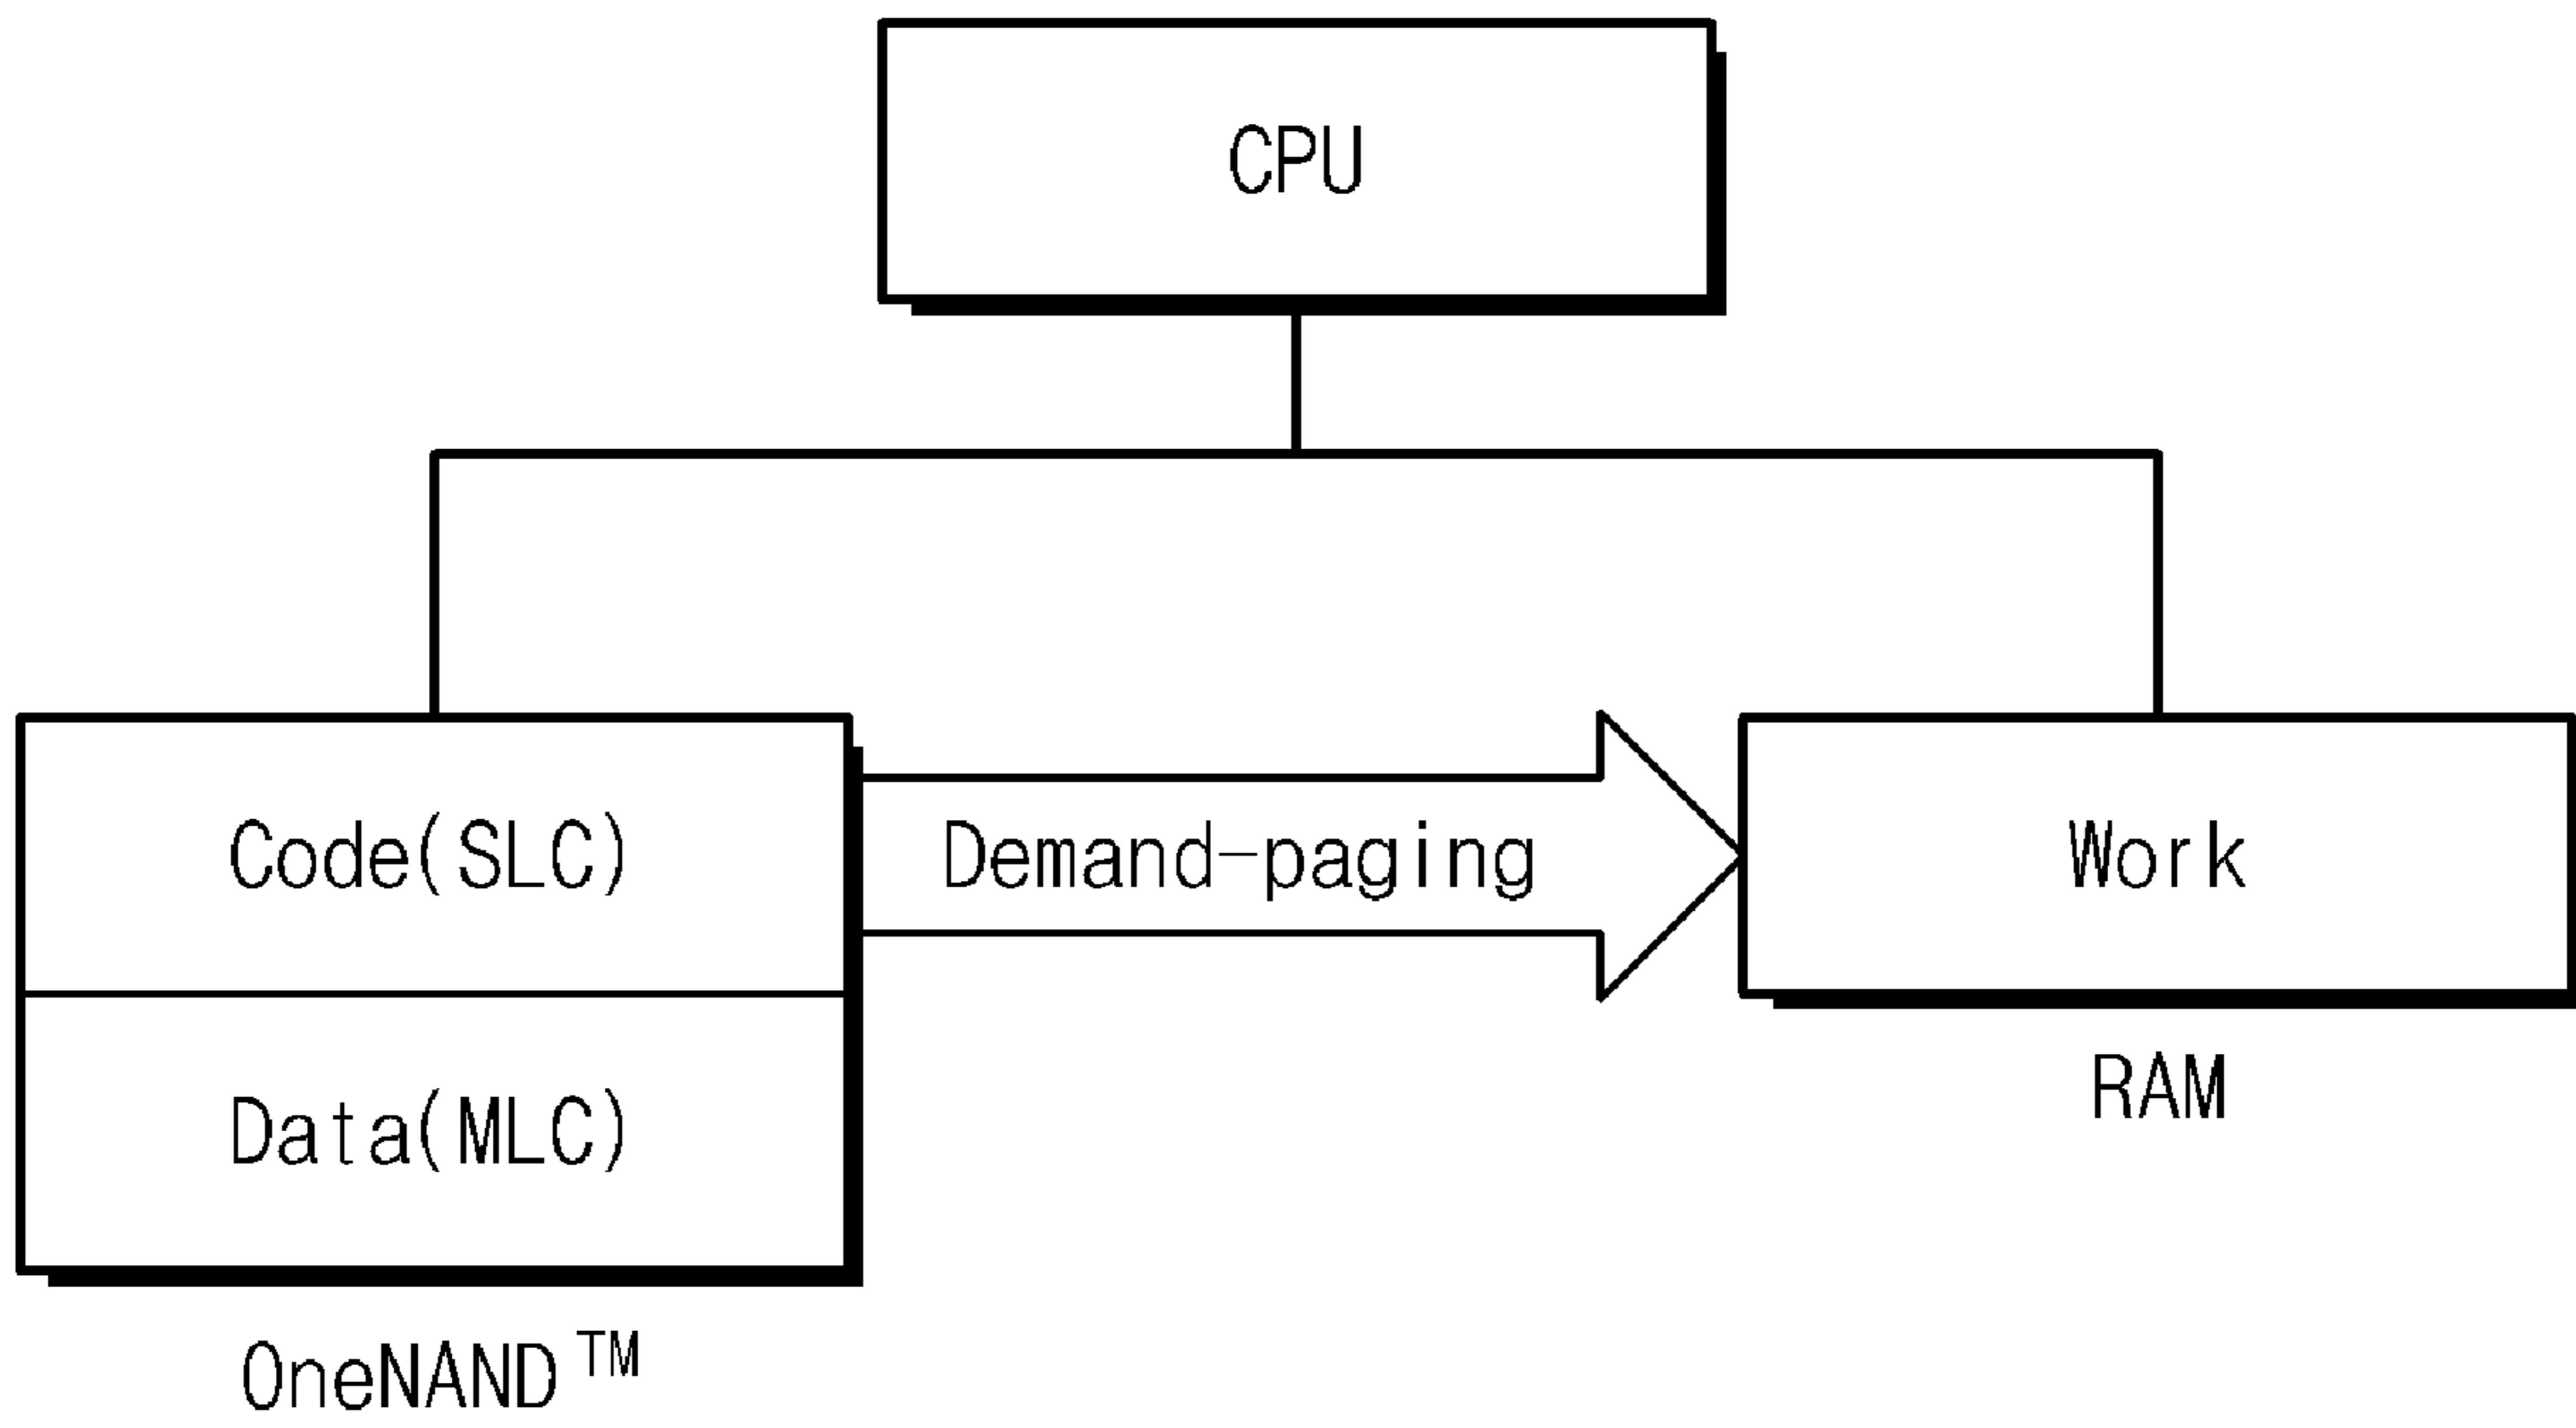 CPU
Code(SLC)
Demand-paging
Work
Data(MLC)
RAM
OneNAND™